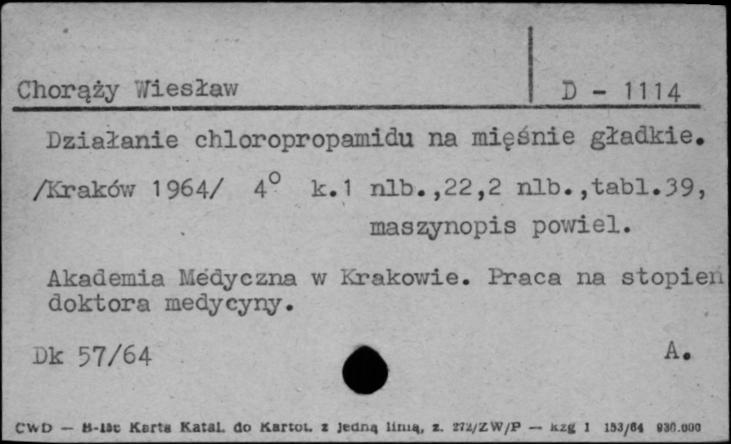 Chorąży Wiesław D - 1114
Działanie chloropropamidu na mięśnie gładkie.
/Kraków 1964/ 4° k.1 nlb.,22,2 nlb.,tabl.39,
maszynopis powiel.
Akademia Medyczna w Krakowie. Praca na stopień
doktora medycyny.
Dk 57/64 A.
CWD — Karta Katal. do Kartot. z jedną linią, z. 272/ZW/P — kzg 1 153/64 930.000